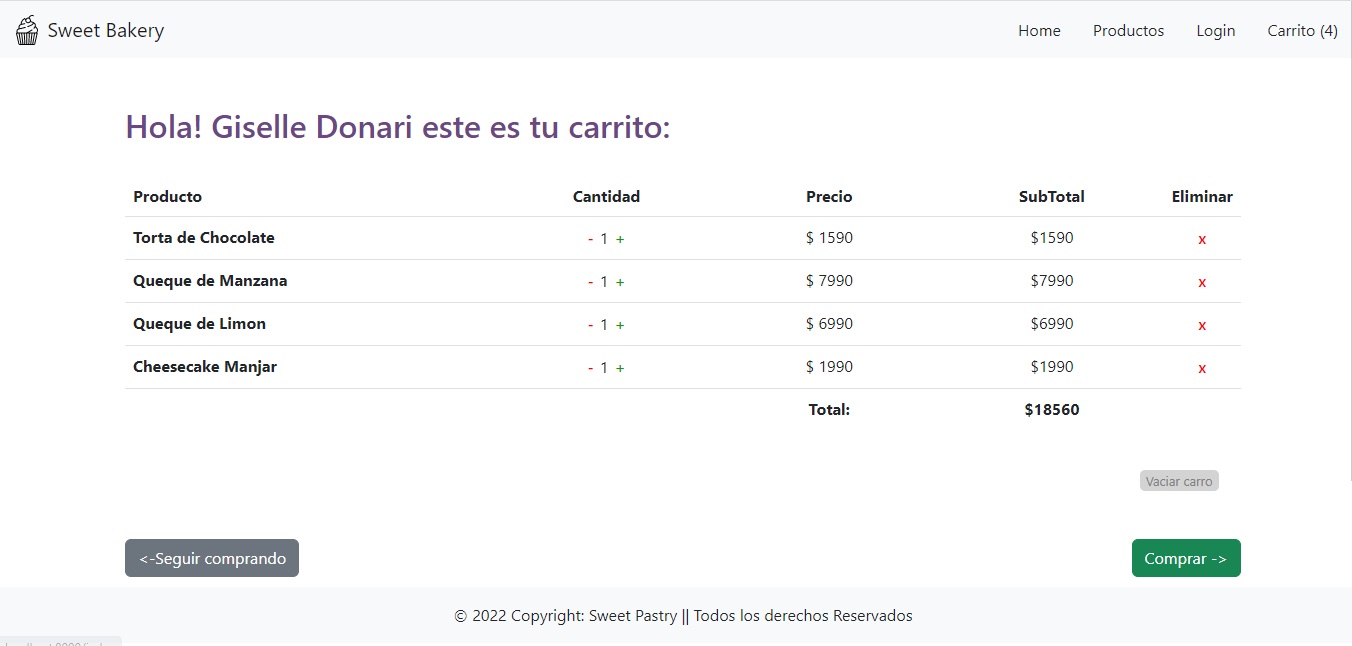 Sweet Bakery Home Productos Login Carrito (4)
Hola! Giselle Donari este es tu carrito:
Producto Cantidad Precio SubTotal Eliminar
Torta de Chocolate - 1 + $ 1590 $1590 x
Queque de Manzana - 1 + $ 7990 $7990 x
Queque de Limon - 1 + $ 6990 $6990 x
Cheesecake Manjar - 1 + $ 1990 $1990 x
Total: $18560
Vaciar carro
<-Seguir comprando Comprar ->
© 2022 Copyright: Sweet Pastry || Todos los derechos Reservados